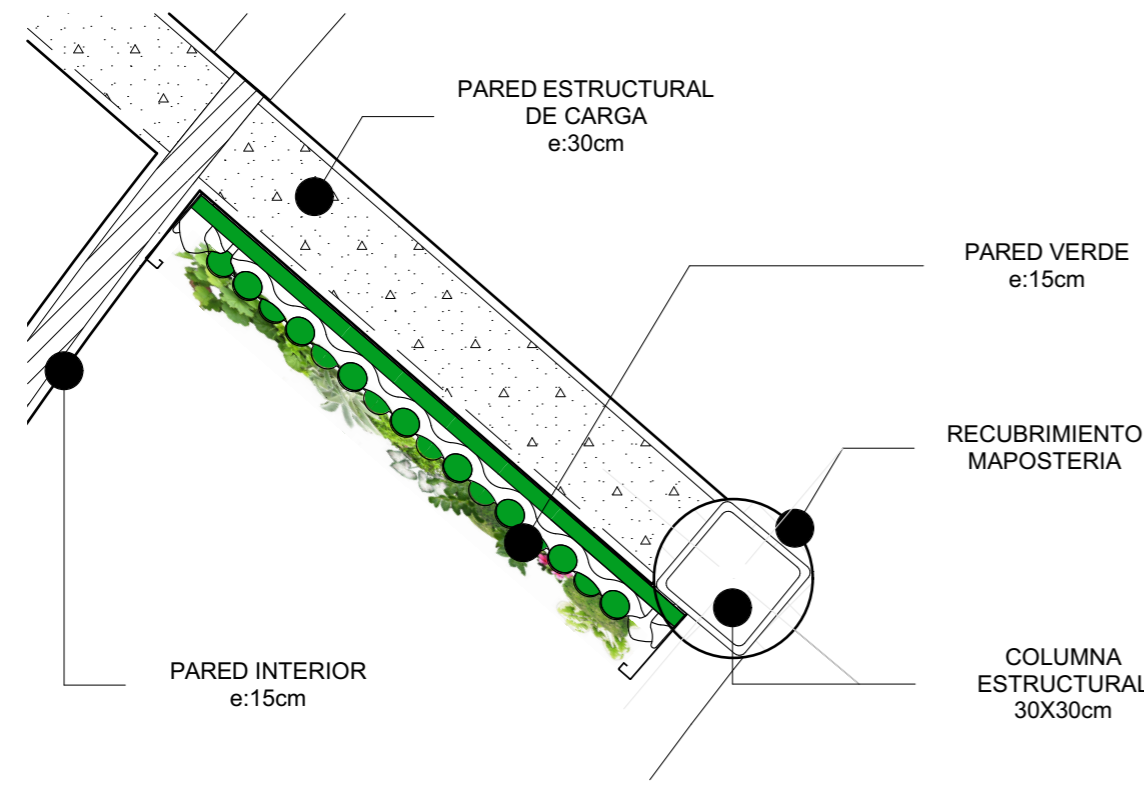 PARED ESTRUCTURAL
DE CARGA
e:30cm
PARED VERDE
e:15cm
RECUBRIMIENTO
MAPOSTERIA
COLUMNA
ESTRUCTURAL
30X30cm
PARED INTERIOR
e:15cm